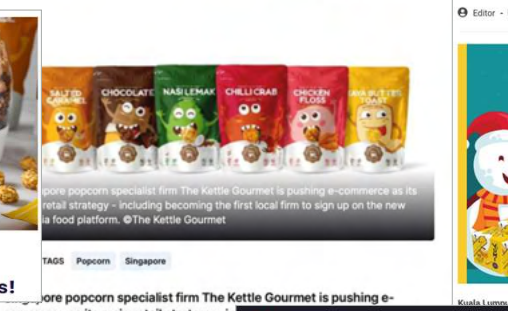 Editor -
SALTED CARAMEL
CHOCOLATE
NASI LEMAK
CHILLI CRAB
CHICKEN FLOSS
KAYA BUTTER TOAST
pore popcorn specialist firm The Kettle Gourmet is pushing e-commerce as its
retail strategy - including becoming the first local firm to sign up on the new
ia food platform. ©The Kettle Gourmet
TAGS Popcorn Singapore
s!
pore popcorn specialist firm The Kettle Gourmet is pushing e-
Kuala Lumpu